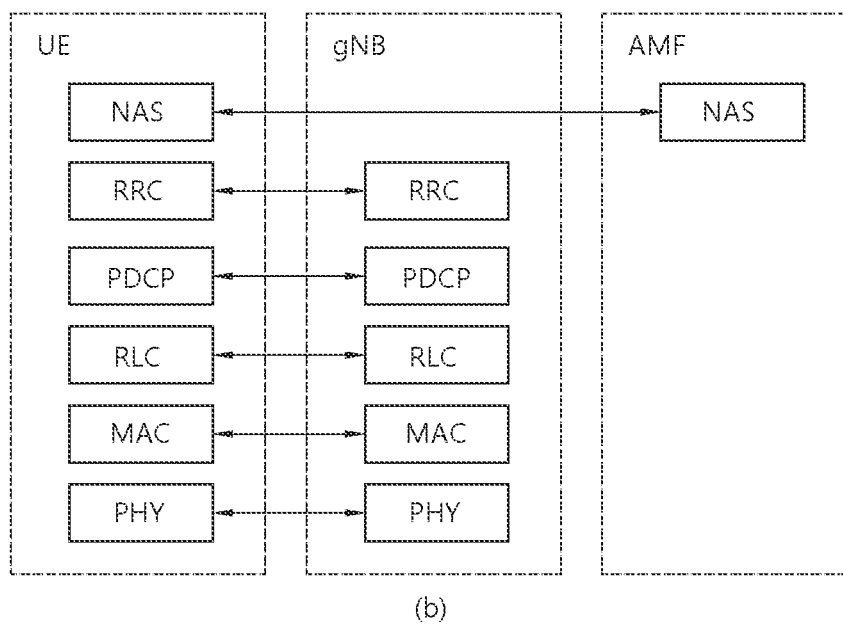 UE gNB AMF
NAS NAS
RRC RRC
PDCP PDCP
RLC RLC
MAC MAC
PHY PHY
(b)